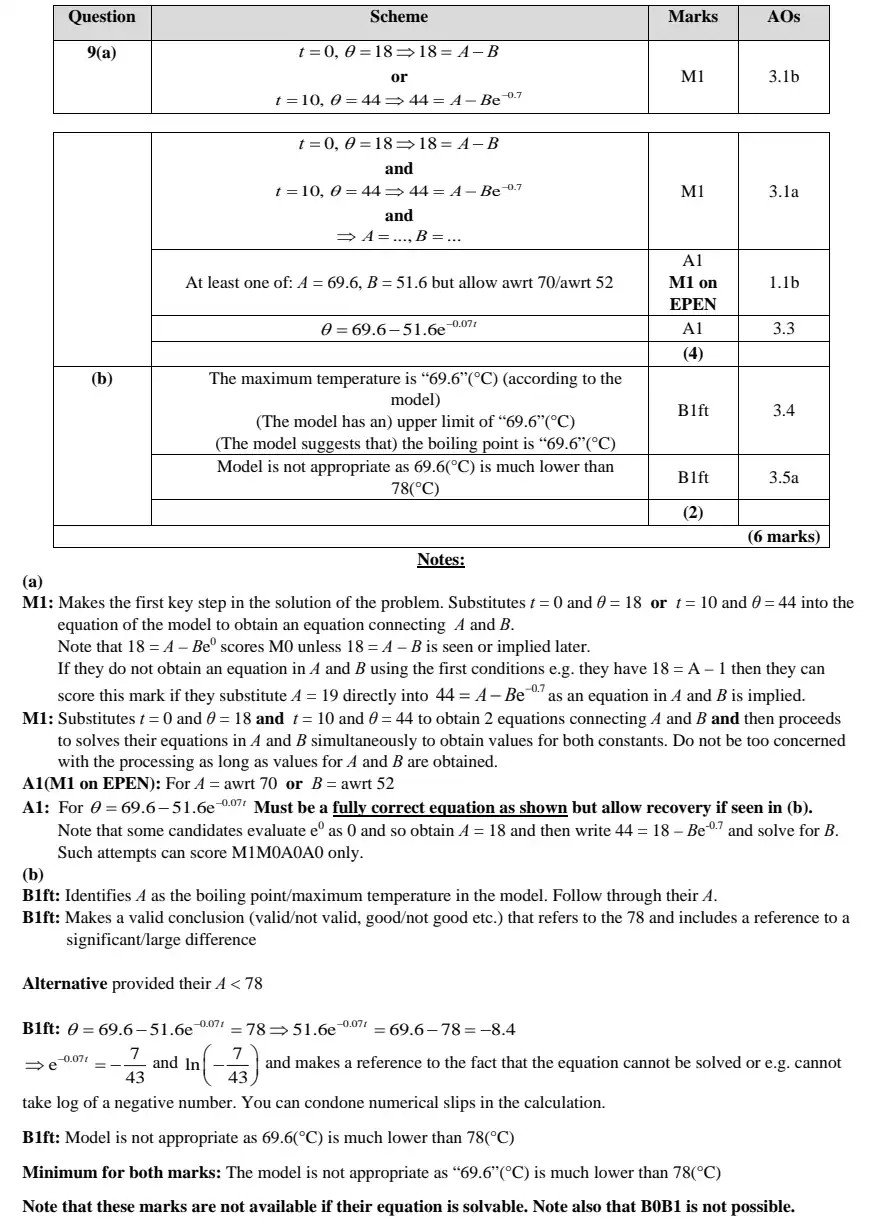 Question Scheme Marks AOs
9(a) t = 0, θ = 18 ⇒ 18 = A − B
or
t = 10, θ = 44 ⇒ 44 = A − Be^−0.7
M1 3.1b
t = 0, θ = 18 ⇒ 18 = A − B
and
t = 10, θ = 44 ⇒ 44 = A − Be^−0.7
and
⇒ A = ..., B = ...
M1 3.1a
At least one of: A = 69.6, B = 51.6 but allow awrt 70/awrt 52
A1
M1 on
EPEN
1.1b
θ = 69.6 − 51.6e^−0.07t A1 3.3
(4)
(b) The maximum temperature is “69.6”(°C) (according to the
model)
(The model has an) upper limit of “69.6”(°C)
(The model suggests that) the boiling point is “69.6”(°C)
B1ft 3.4
Model is not appropriate as 69.6(°C) is much lower than
78(°C)
B1ft 3.5a
(2)
(6 marks)
Notes:
(a)
M1: Makes the first key step in the solution of the problem. Substitutes t = 0 and θ = 18 or t = 10 and θ = 44 into the
equation of the model to obtain an equation connecting A and B.
Note that 18 = A – Be^0 scores M0 unless 18 = A – B is seen or implied later.
If they do not obtain an equation in A and B using the first conditions e.g. they have 18 = A – 1 then they can
score this mark if they substitute A = 19 directly into 44 = A − Be^−0.7 as an equation in A and B is implied.
M1: Substitutes t = 0 and θ = 18 and t = 10 and θ = 44 to obtain 2 equations connecting A and B and then proceeds
to solves their equations in A and B simultaneously to obtain values for both constants. Do not be too concerned
with the processing as long as values for A and B are obtained.
A1(M1 on EPEN): For A = awrt 70 or B = awrt 52
A1: For θ = 69.6 − 51.6e^−0.07t Must be a fully correct equation as shown but allow recovery if seen in (b).
Note that some candidates evaluate e^0 as 0 and so obtain A = 18 and then write 44 = 18 – Be^-0.7 and solve for B.
Such attempts can score M1M0A0A0 only.
(b)
B1ft: Identifies A as the boiling point/maximum temperature in the model. Follow through their A.
B1ft: Makes a valid conclusion (valid/not valid, good/not good etc.) that refers to the 78 and includes a reference to a
significant/large difference
Alternative provided their A < 78
B1ft: θ = 69.6 − 51.6e^−0.07t = 78 ⇒ 51.6e^−0.07t = 69.6 − 78 = −8.4
⇒ e^−0.07t = −7/43 and ln(−7/43) and makes a reference to the fact that the equation cannot be solved or e.g. cannot
take log of a negative number. You can condone numerical slips in the calculation.
B1ft: Model is not appropriate as 69.6(°C) is much lower than 78(°C)
Minimum for both marks: The model is not appropriate as “69.6”(°C) is much lower than 78(°C)
Note that these marks are not available if their equation is solvable. Note also that B0B1 is not possible.